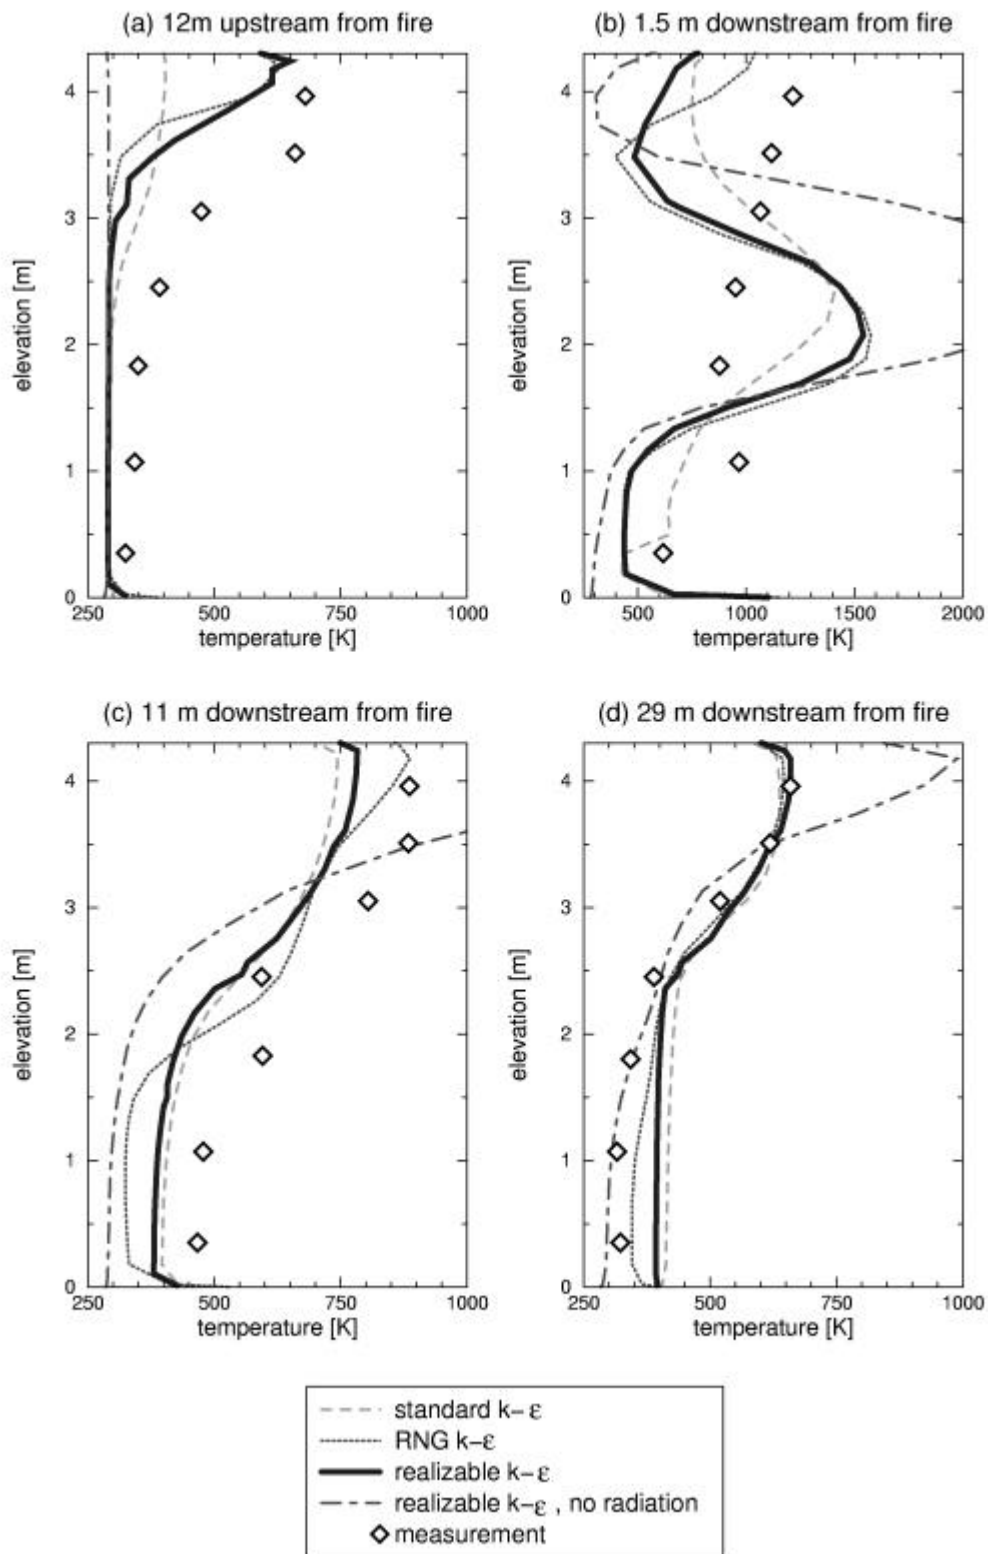 (a) 12m upstream from fire
(b) 1.5 m downstream from fire
elevation [m]
4
3
2
1
0
250 500 750 1000
temperature [K]
elevation [m]
4
3
2
1
0
500 1000 1500 2000
temperature [K]
(c) 11 m downstream from fire
(d) 29 m downstream from fire
elevation [m]
4
3
2
1
0
250 500 750 1000
temperature [K]
elevation [m]
4
3
2
1
0
250 500 750 1000
temperature [K]
standard k- ε
RNG k-ε
realizable k-ε
realizable k-ε , no radiation
measurement